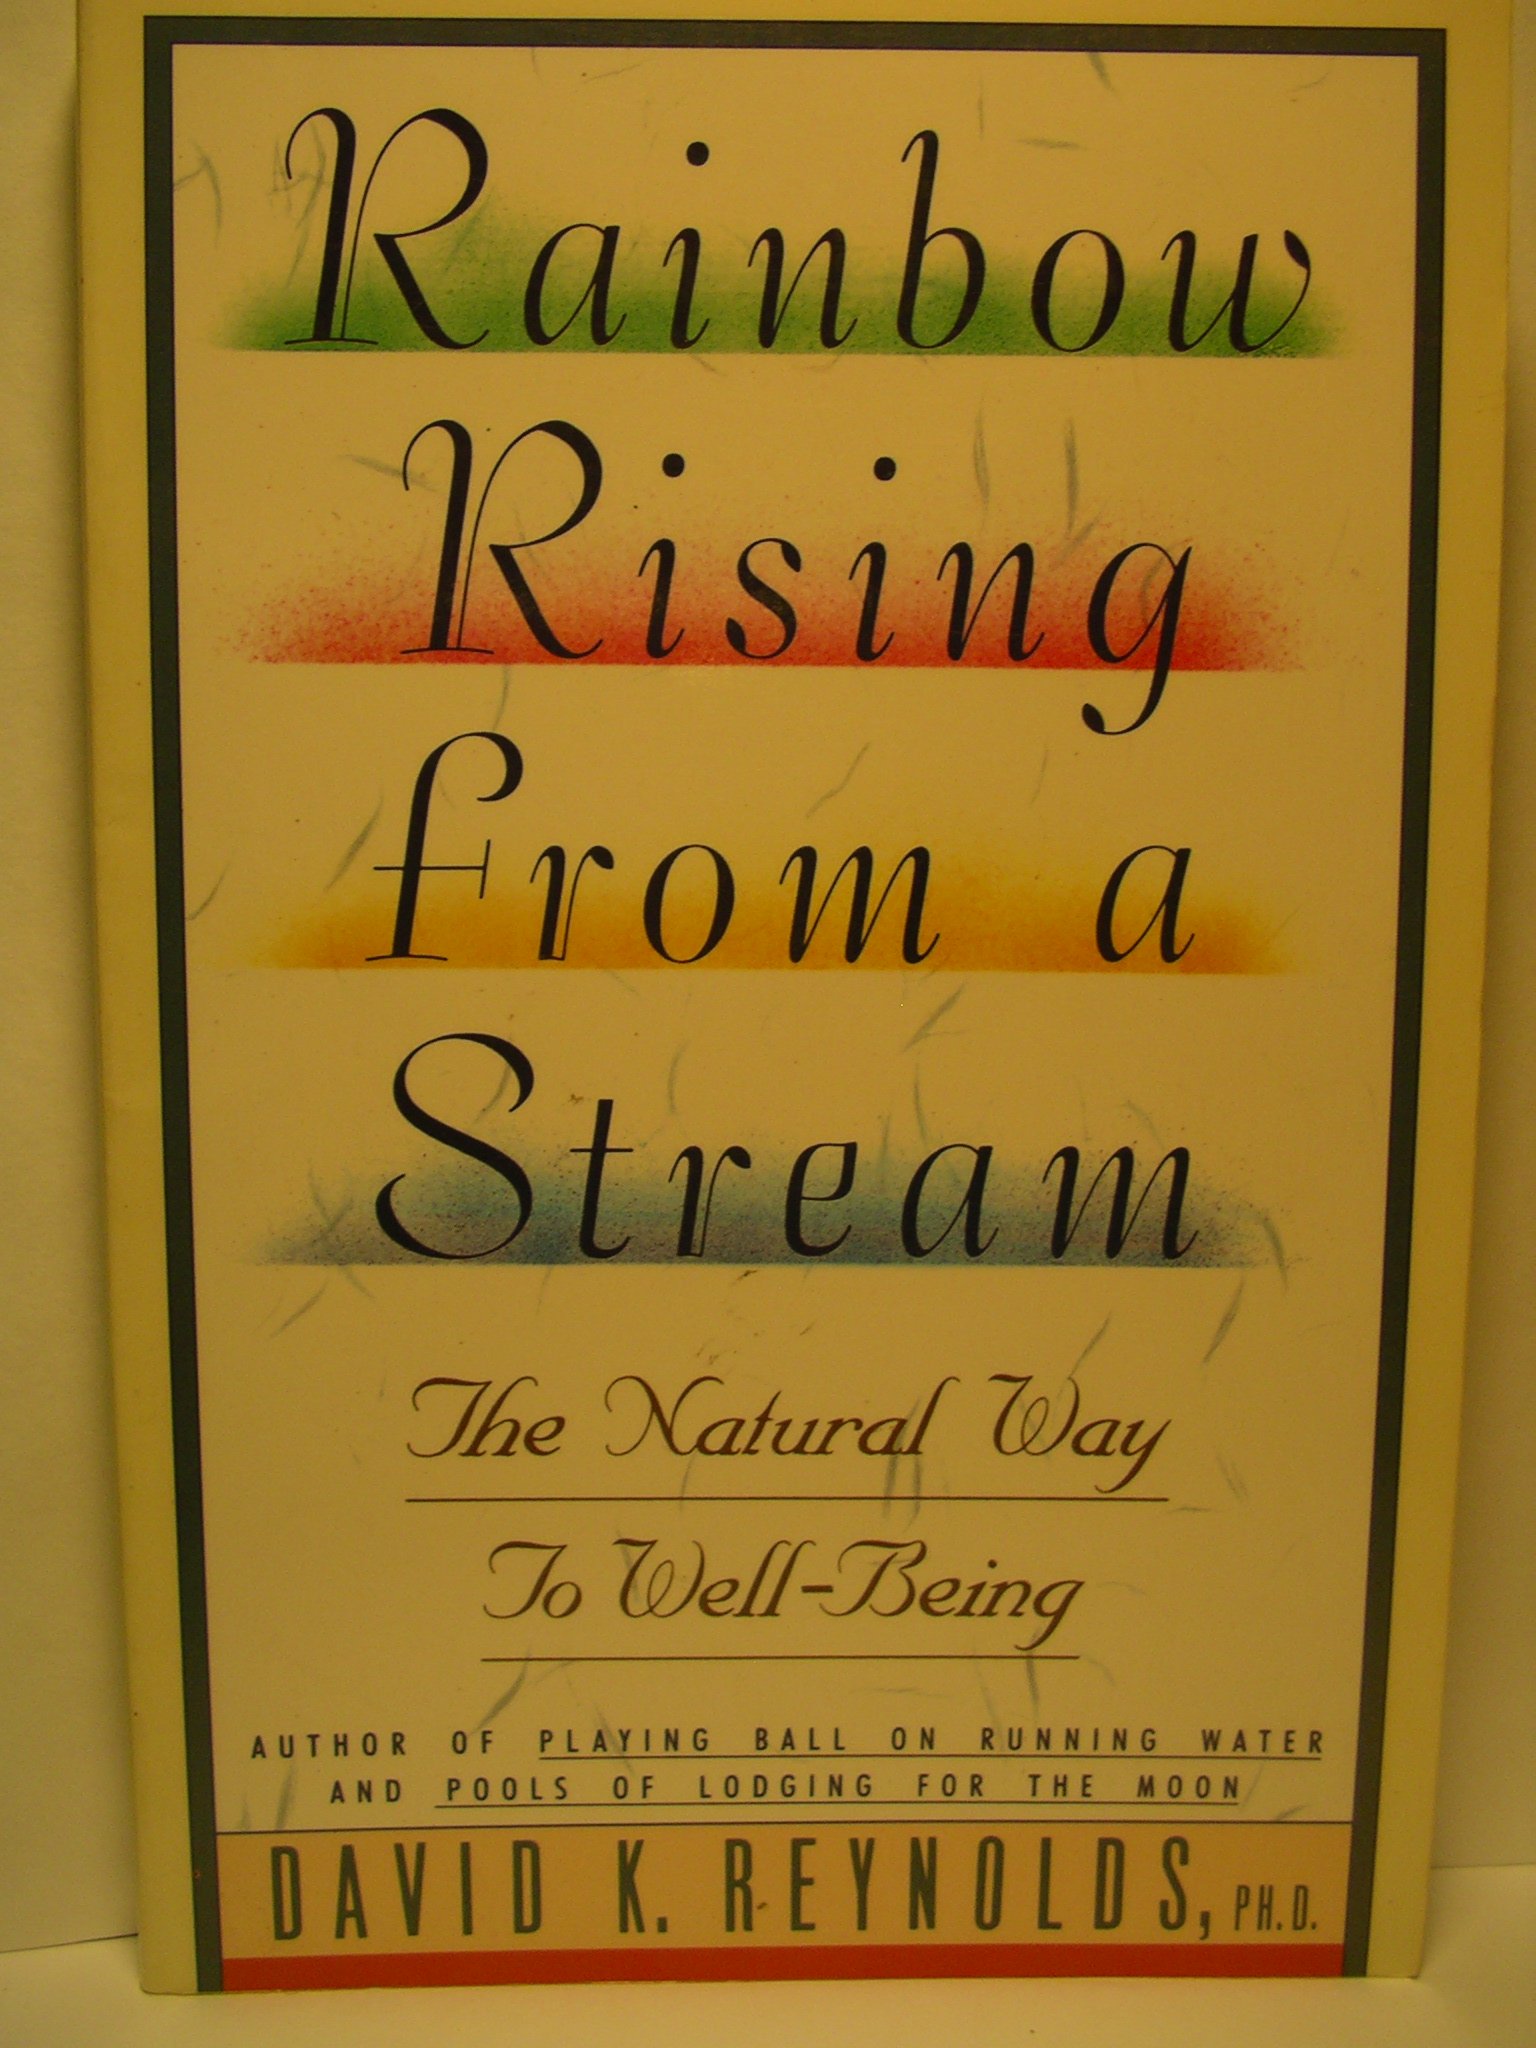 Rainbow
Rising
from a
Stream
The Natural Way
To Well-Being
AUTHOR OF PLAYING BALL ON RUNNING WATER
AND POOLS OF LODGING FOR THE MOON
DAVID K. REYNOLDS, PH.D.